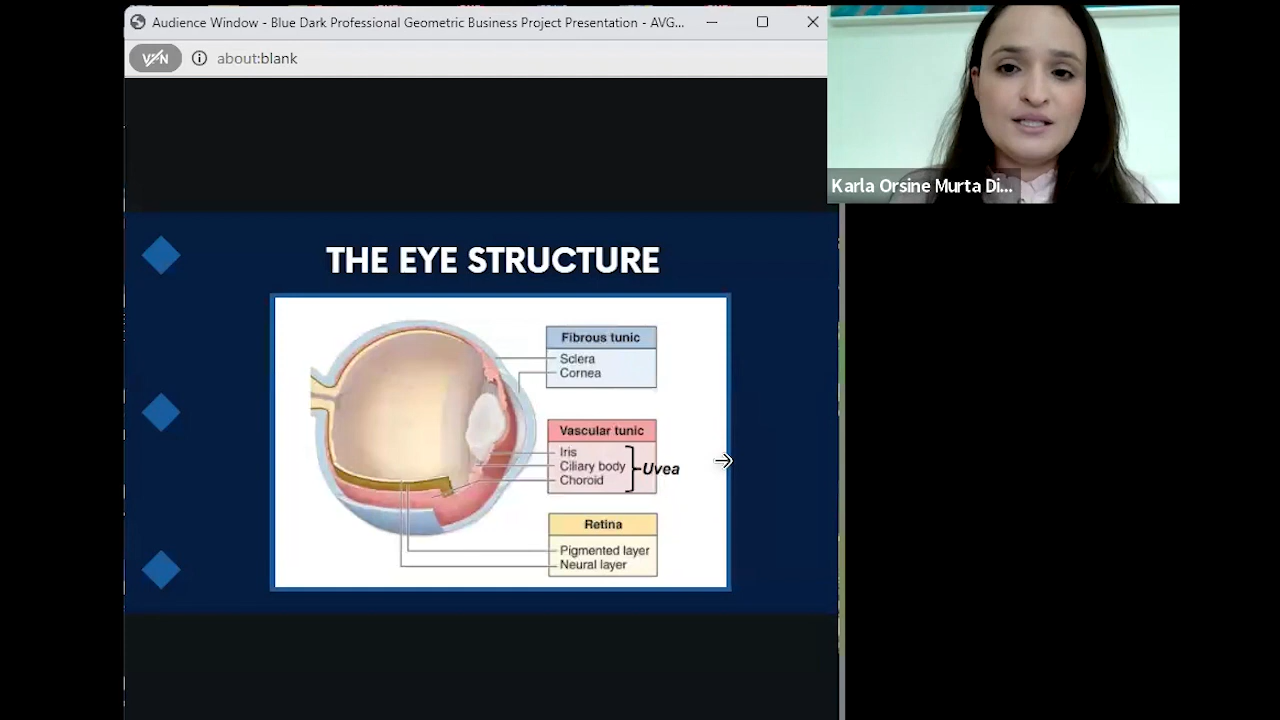 Audience Window - Blue Dark Professional Geometric Business Project Presentation - AVG...
VPN
about:blank
Karla Orsine Murta Di...
THE EYE STRUCTURE
Fibrous tunic
Sclera
Cornea
Vascular tunic
Iris
Ciliary body
Choroid
Uvea
Retina
Pigmented layer
Neural layer